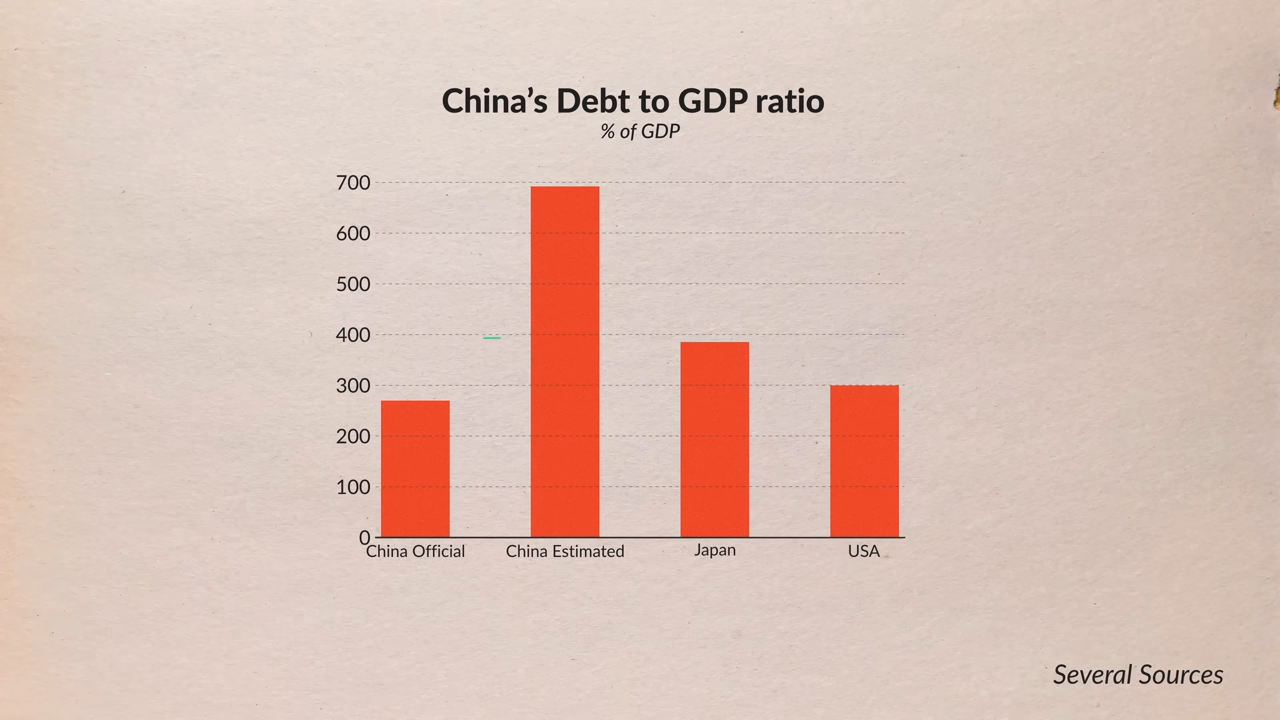 China’s Debt to GDP ratio
% of GDP
700
600
500
400
300
200
100
0
China Official
China Estimated
Japan
USA
Several Sources